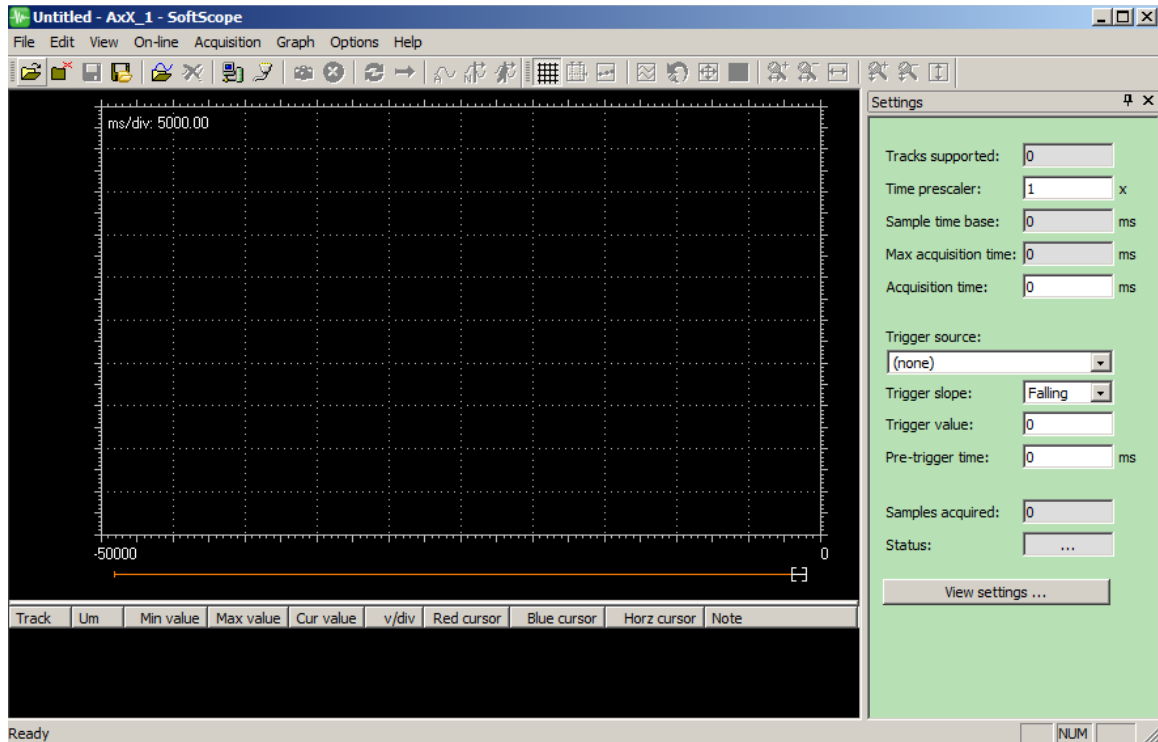 Untitled - AxX_1 - SoftScope
File Edit View On-line Acquisition Graph Options Help
Settings
ms/div: 5000.00
Tracks supported: 0
Time prescaler: 1 x
Sample time base: 0 ms
Max acquisition time: 0 ms
Acquisition time: 0 ms
Trigger source:
(none)
Trigger slope: Falling
Trigger value: 0
Pre-trigger time: 0 ms
Samples acquired: 0
Status: ...
-50000 0
View settings ...
Track Um Min value Max value Cur value v/div Red cursor Blue cursor Horz cursor Note
Ready NUM